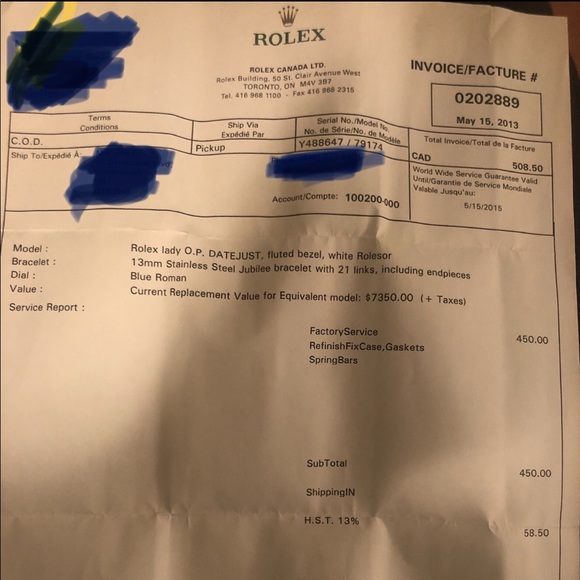 ROLEX
ROLEX CANADA LTD.
Rolex Building, 50 St. Clair Avenue West
TORONTO, ON M4V 3B7
Tel. 416 968 1100 - Fax 416 968 2315
INVOICE/FACTURE #
0202889
May 15, 2013
Terms
Conditions
C.O.D.
Ship Via
Expédié Par
Pickup
Serial No./Model No.
No. de Série/No. de Modèle
Y488647 / 79174
Total Invoice/Total de la Facture
CAD 508.50
Ship To/Expédié À:
Account/Compte: 100200-000
World Wide Service Guarantee Valid
Until/Garantie de Service Mondiale
Valable Jusqu'au:
5/15/2015
Model : Rolex lady O.P. DATEJUST, fluted bezel, white Rolesor
Bracelet : 13mm Stainless Steel Jubilee bracelet with 21 links, including endpieces
Dial : Blue Roman
Value : Current Replacement Value for Equivalent model: $7350.00 (+ Taxes)
Service Report :
FactoryService 450.00
RefinishFixCase,Gaskets
SpringBars
SubTotal 450.00
ShippingIN
H.S.T. 13% 58.50